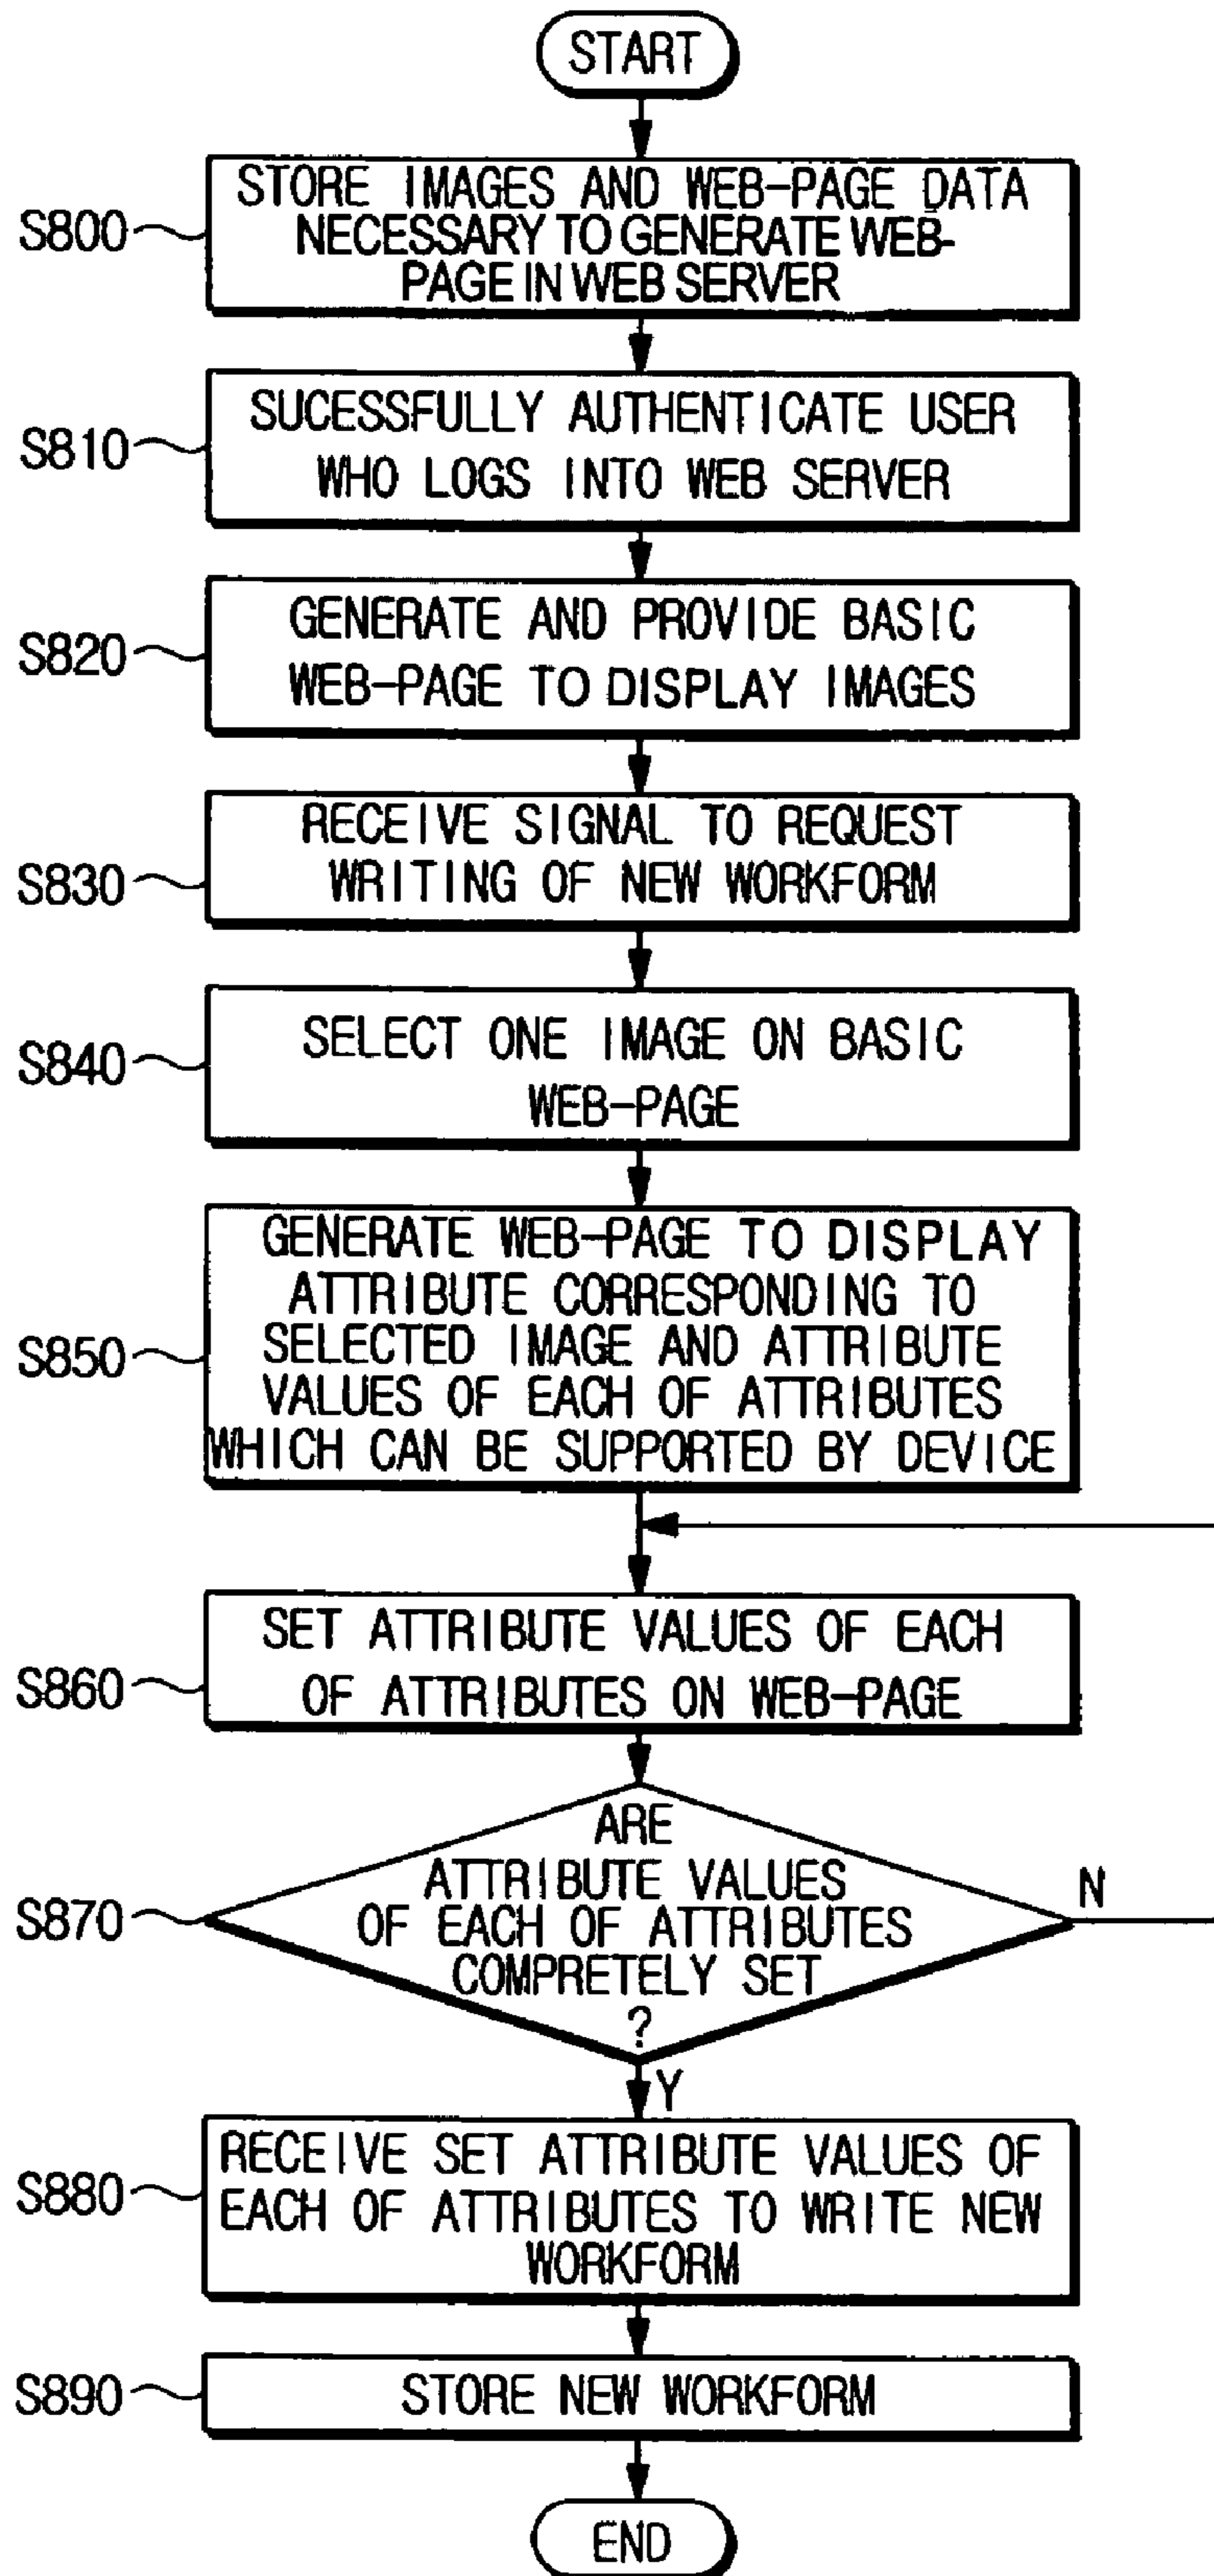 START
S800
STORE IMAGES AND WEB-PAGE DATA
NECESSARY TO GENERATE WEB-
PAGE IN WEB SERVER
S810
SUCESSFULLY AUTHENTICATE USER
WHO LOGS INTO WEB SERVER
S820
GENERATE AND PROVIDE BASIC
WEB-PAGE TO DISPLAY IMAGES
S830
RECEIVE SIGNAL TO REQUEST
WRITING OF NEW WORKFORM
S840
SELECT ONE IMAGE ON BASIC
WEB-PAGE
S850
GENERATE WEB-PAGE TO DISPLAY
ATTRIBUTE CORRESPONDING TO
SELECTED IMAGE AND ATTRIBUTE
VALUES OF EACH OF ATTRIBUTES
WHICH CAN BE SUPPORTED BY DEVICE
S860
SET ATTRIBUTE VALUES OF EACH
OF ATTRIBUTES ON WEB-PAGE
S870
ARE
ATTRIBUTE VALUES
OF EACH OF ATTRIBUTES
COMPRETELY SET
?
N
Y
S880
RECEIVE SET ATTRIBUTE VALUES OF
EACH OF ATTRIBUTES TO WRITE NEW
WORKFORM
S890
STORE NEW WORKFORM
END